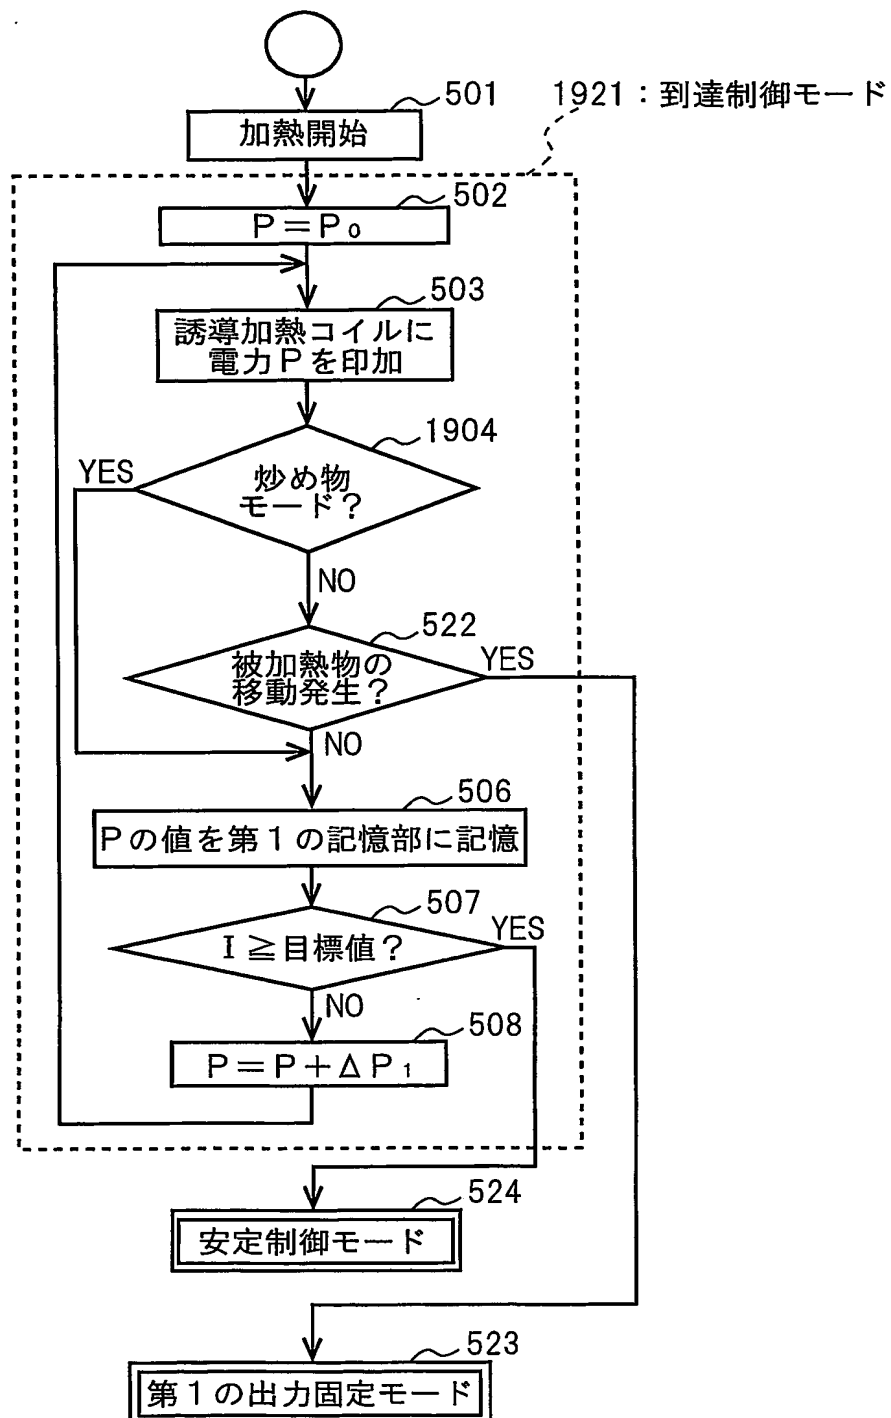 501
1921：到達制御モード
加熱開始
502
P＝P₀
503
誘導加熱コイルに
電力Pを印加
1904
YES
炒め物
モード？
NO
522
被加熱物の
移動発生？
YES
NO
506
Pの値を第１の記憶部に記憶
507
I≧目標値？
YES
NO
508
P＝P＋ΔP₁
524
安定制御モード
523
第１の出力固定モード